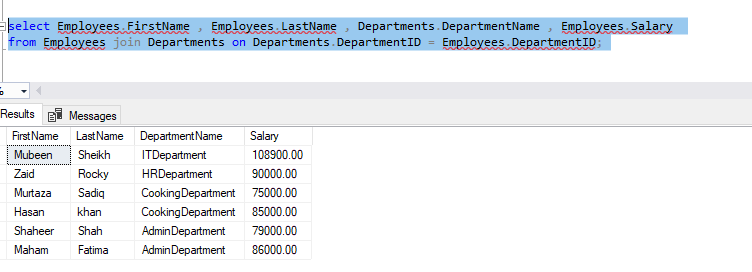 select Employees.FirstName , Employees.LastName , Departments.DepartmentName , Employees.Salary
from Employees join Departments on Departments.DepartmentID = Employees.DepartmentID;
%
Results Messages
FirstName LastName DepartmentName Salary
Mubeen Sheikh ITDepartment 108900.00
Zaid Rocky HRDepartment 90000.00
Murtaza Sadiq CookingDepartment 75000.00
Hasan khan CookingDepartment 85000.00
Shaheer Shah AdminDepartment 79000.00
Maham Fatima AdminDepartment 86000.00